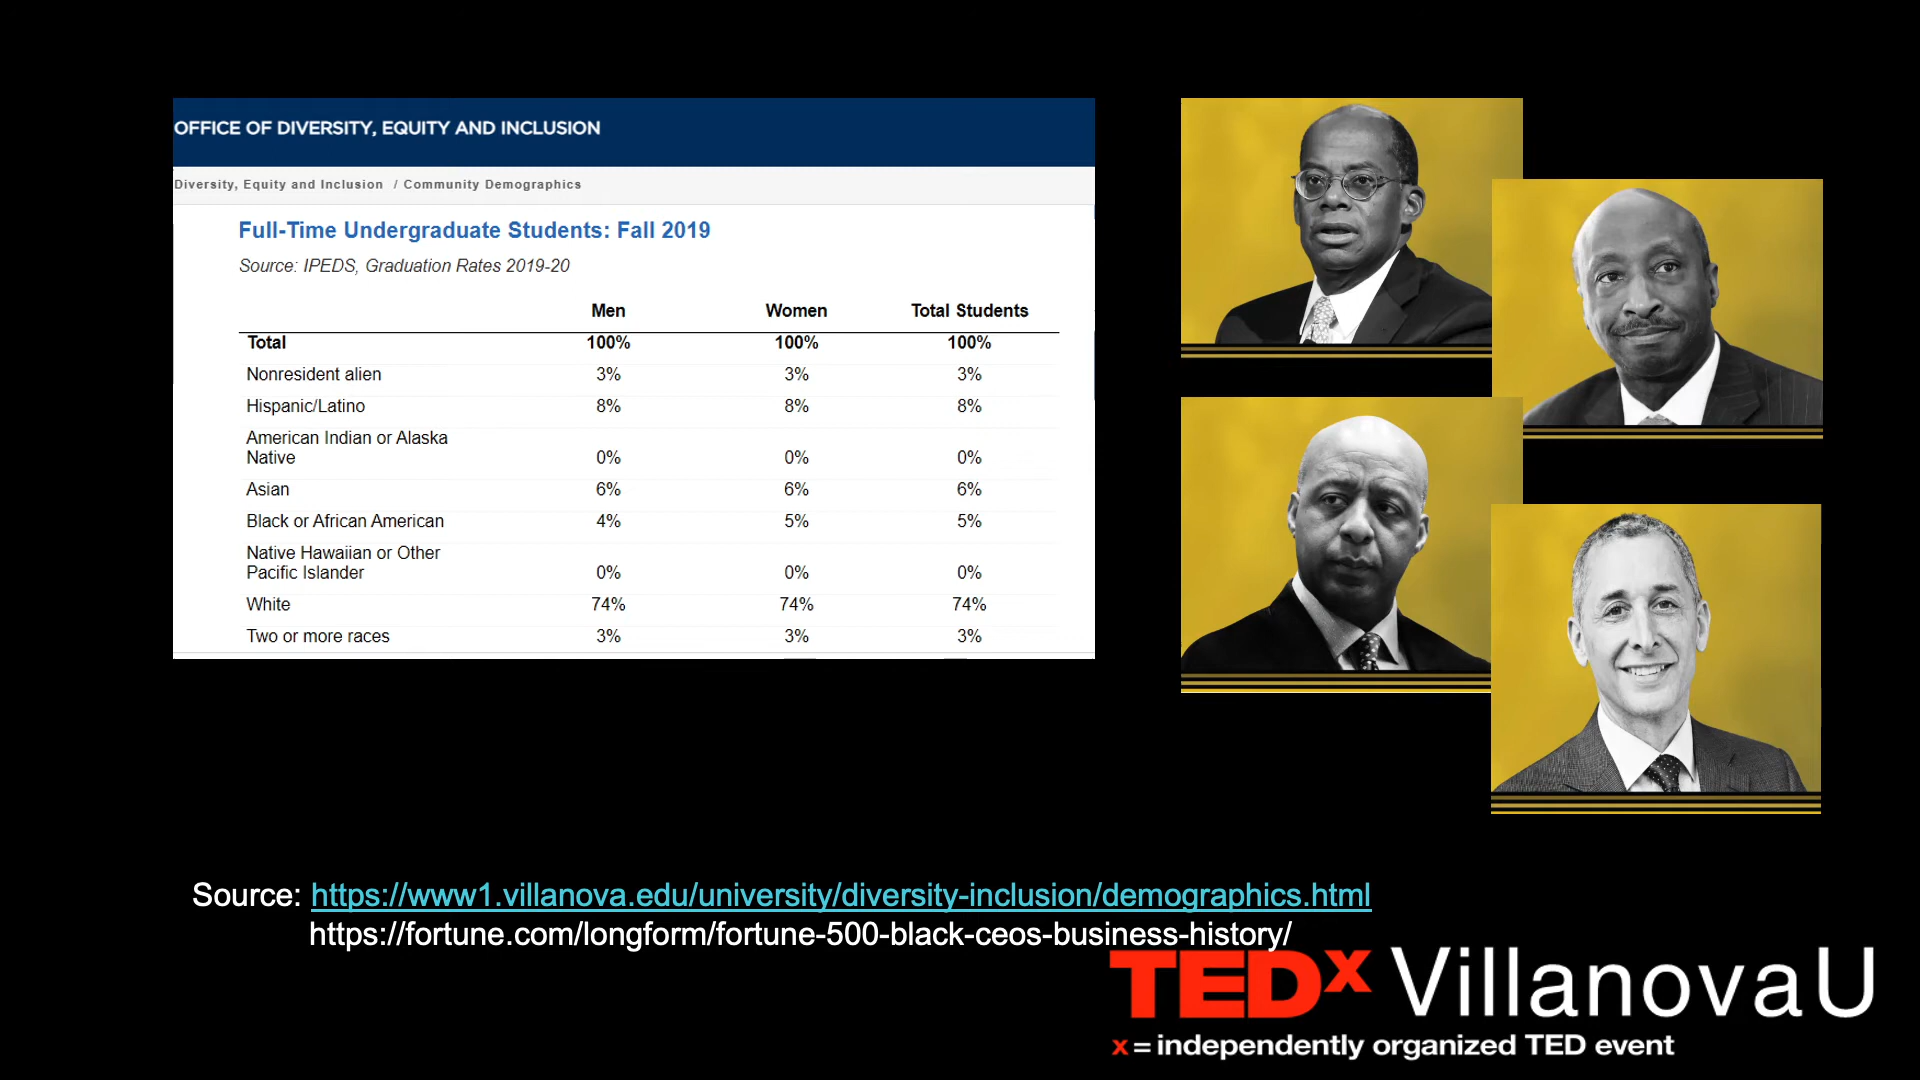 OFFICE OF DIVERSITY, EQUITY AND INCLUSION
Diversity, Equity and Inclusion / Community Demographics
Full-Time Undergraduate Students: Fall 2019
Source: IPEDS, Graduation Rates 2019-20
Men Women Total Students
Total 100% 100% 100%
Nonresident alien 3% 3% 3%
Hispanic/Latino 8% 8% 8%
American Indian or Alaska
Native 0% 0% 0%
Asian 6% 6% 6%
Black or African American 4% 5% 5%
Native Hawaiian or Other
Pacific Islander 0% 0% 0%
White 74% 74% 74%
Two or more races 3% 3% 3%
Source: https://www1.villanova.edu/university/diversity-inclusion/demographics.html
https://fortune.com/longform/fortune-500-black-ceos-business-history/
TEDx VillanovaU
x = independently organized TED event